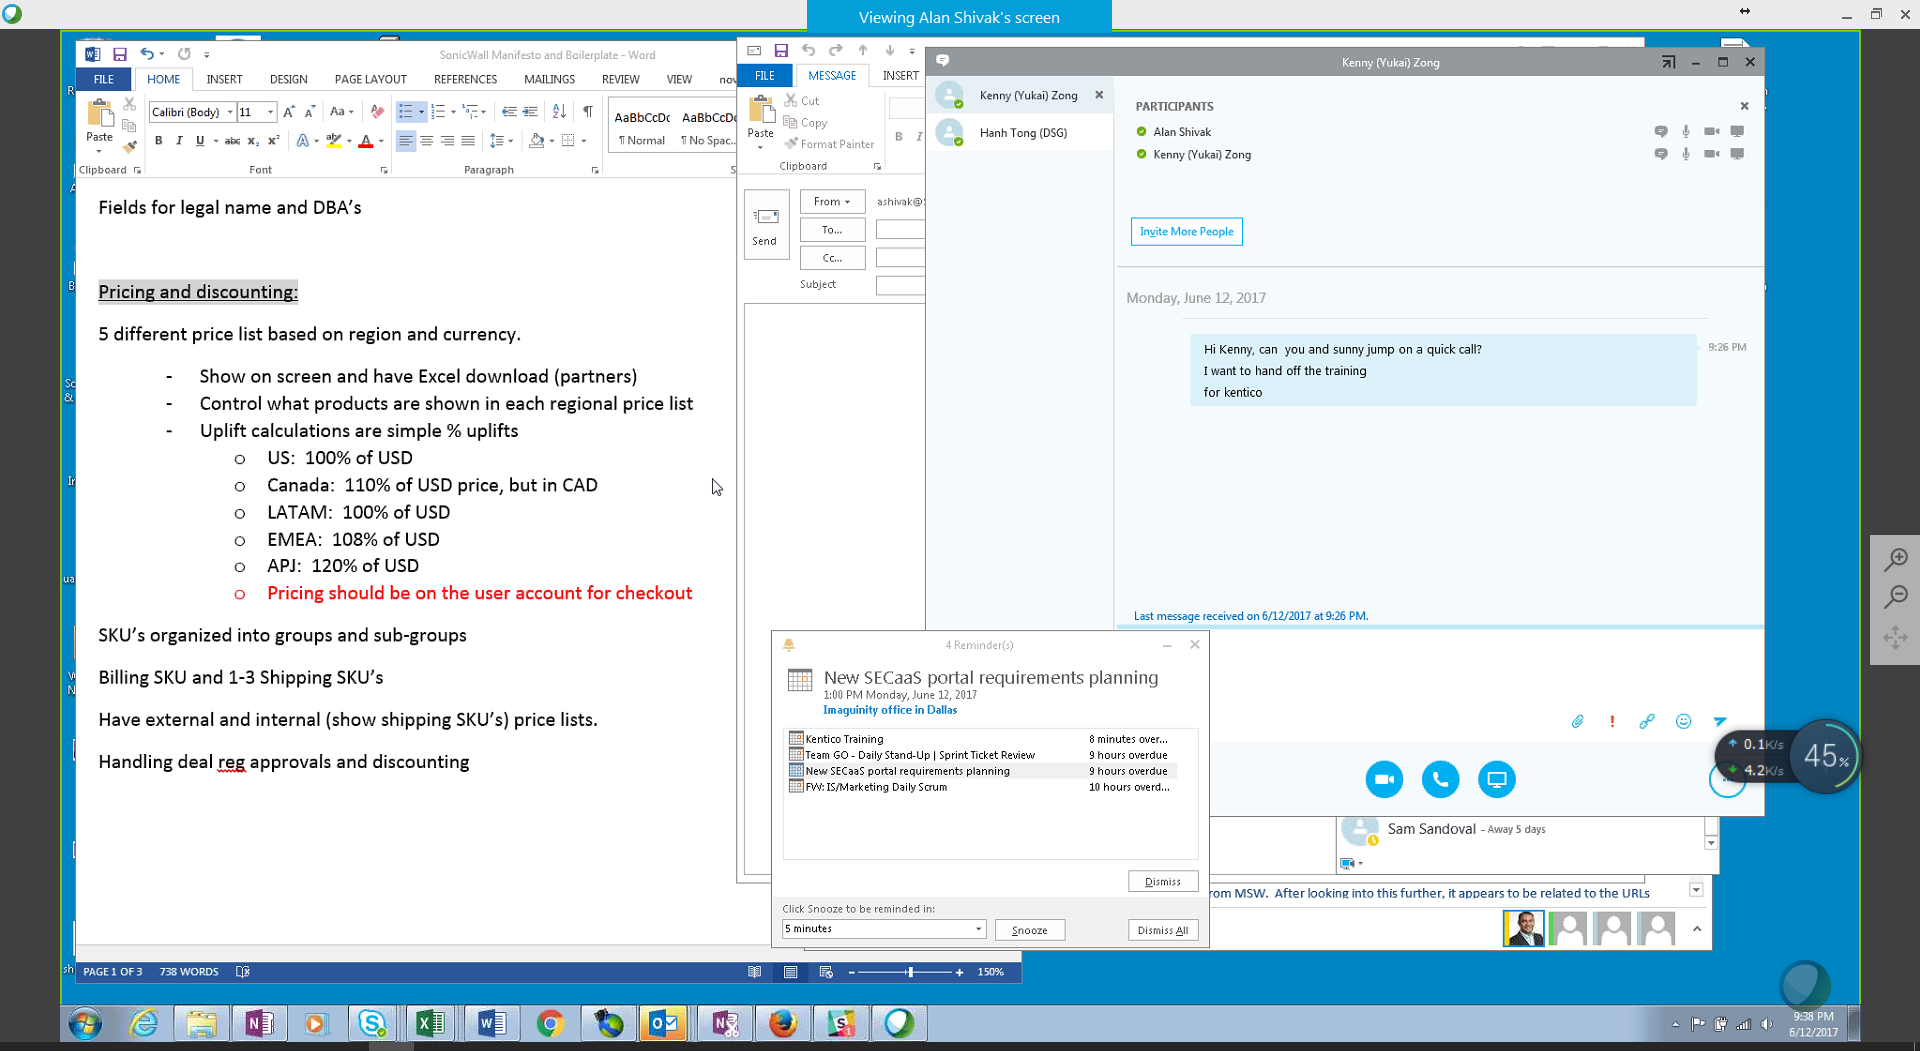 Viewing Alan Shivak's screen
SonicWall Manifesto and Boilerplate - Word
FILE HOME INSERT DESIGN PAGE LAYOUT REFERENCES MAILINGS REVIEW VIEW nov
Calibri (Body) 11
Paste
AaBbCcDc AaBbCcDc
¶ Normal ¶ No Spac...
Clipboard Font Paragraph
Fields for legal name and DBA's
Pricing and discounting:
5 different price list based on region and currency.
- Show on screen and have Excel download (partners)
- Control what products are shown in each regional price list
- Uplift calculations are simple % uplifts
o US: 100% of USD
o Canada: 110% of USD price, but in CAD
o LATAM: 100% of USD
o EMEA: 108% of USD
o APJ: 120% of USD
o Pricing should be on the user account for checkout
SKU's organized into groups and sub-groups
Billing SKU and 1-3 Shipping SKU's
Have external and internal (show shipping SKU's) price lists.
Handling deal reg approvals and discounting
PAGE 1 OF 3 738 WORDS 150%
FILE MESSAGE INSERT
Paste
Cut
Copy
Format Painter
Clipboard
Send
From ashivak@
To...
Cc...
Subject
Kenny (Yukai) Zong
Kenny (Yukai) Zong
Hanh Tong (DSG)
PARTICIPANTS
Alan Shivak
Kenny (Yukai) Zong
Invite More People
Monday, June 12, 2017
Hi Kenny, can you and sunny jump on a quick call?
9:26 PM
I want to hand off the training
for kentico
Last message received on 6/12/2017 at 9:26 PM.
4 Reminder(s)
New SECaaS portal requirements planning
1:00 PM Monday, June 12, 2017
Imaguinity office in Dallas
Kentico Training 8 minutes over...
Team GO - Daily Stand-Up | Sprint Ticket Review 9 hours overdue
New SECaaS portal requirements planning 9 hours overdue
FW: IS/Marketing Daily Scrum 10 hours overd...
Dismiss
Click Snooze to be reminded in:
5 minutes Snooze Dismiss All
0.1K/s
4.2K/s
45%
Sam Sandoval - Away 5 days
rom MSW. After looking into this further, it appears to be related to the URLs
9:38 PM
6/12/2017